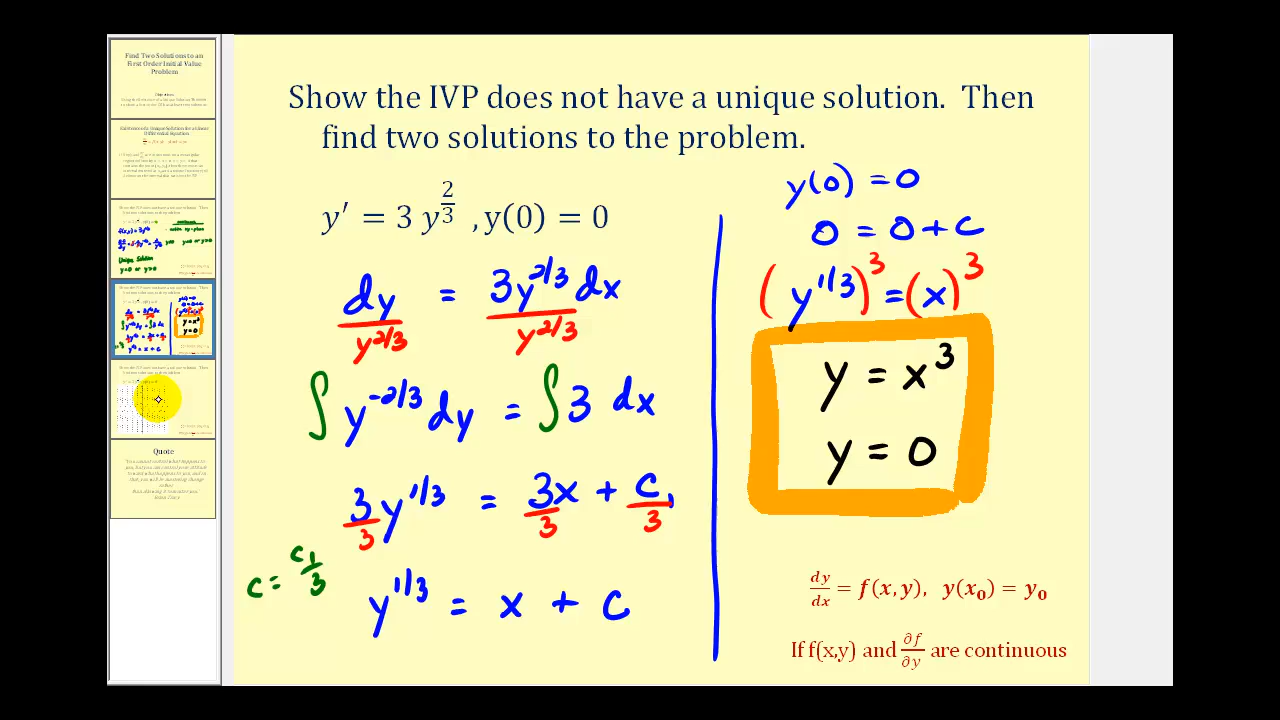 Find Two Solutions to an
First Order Initial Value
Problem
Show the IVP does not have a unique solution. Then
find two solutions to the problem.
y′ = 3 y^(2/3) , y(0) = 0
dy/y^(2/3) = 3y^(2/3) dx/y^(2/3)
∫ y^(-2/3) dy = ∫ 3 dx
3/3 y^(1/3) = 3x/3 + c₁/3
c = c₁/3
y^(1/3) = x + c
y(0) = 0
0 = 0 + c
(y^(1/3))^3 = (x)^3
y = x^3
y = 0
dy/dx = f(x, y), y(x₀) = y₀
If f(x,y) and ∂f/∂y are continuous
Quote